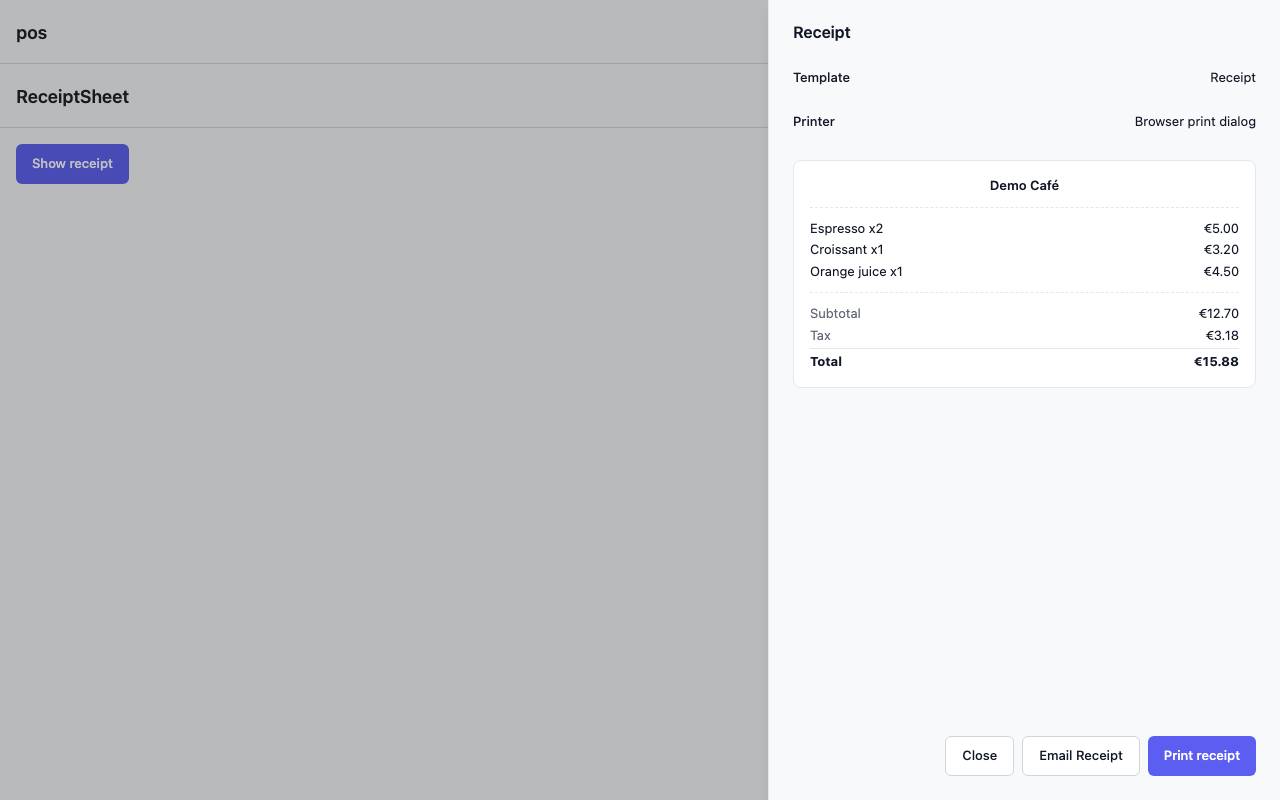 pos
ReceiptSheet
Show receipt
Receipt
Template Receipt
Printer Browser print dialog
Demo Café
Espresso x2 €5.00
Croissant x1 €3.20
Orange juice x1 €4.50
Subtotal €12.70
Tax €3.18
Total €15.88
Close Email Receipt Print receipt